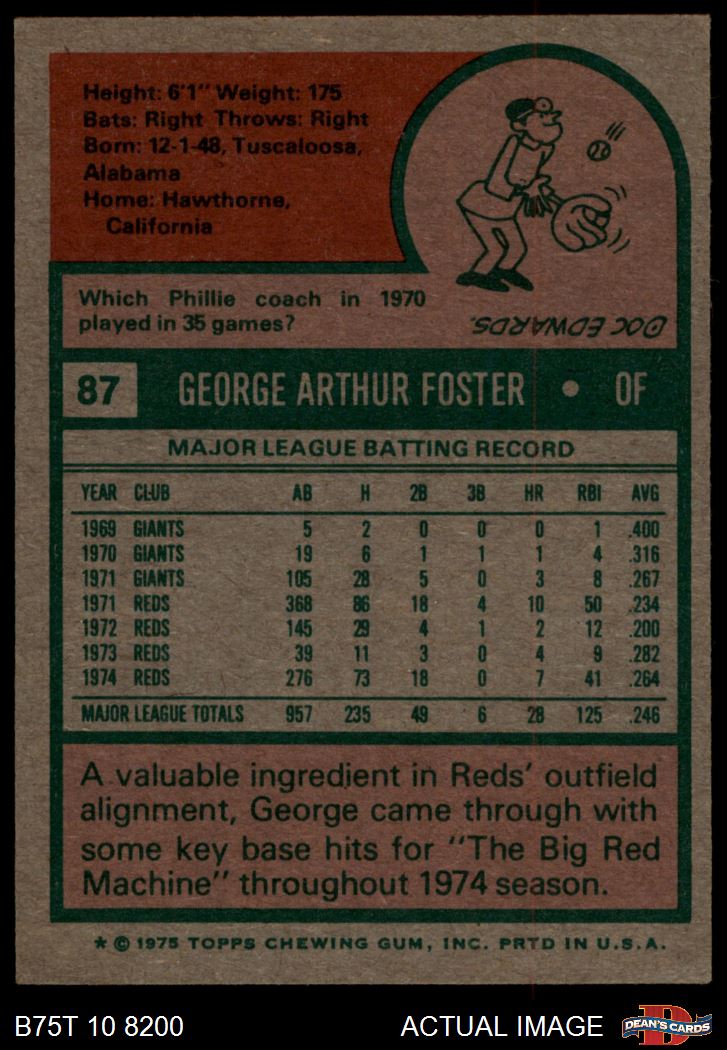 Height: 6'1" Weight: 175
Bats: Right Throws: Right
Born: 12-1-48, Tuscaloosa,
Alabama
Home: Hawthorne,
California
Which Phillie coach in 1970
played in 35 games?
DOC EDWARDS.
87 GEORGE ARTHUR FOSTER • OF
MAJOR LEAGUE BATTING RECORD
YEAR CLUB AB H 2B 3B HR RBI AVG
1969 GIANTS 5 2 0 0 0 1 .400
1970 GIANTS 19 6 1 1 1 4 .316
1971 GIANTS 105 28 5 0 3 8 .267
1971 REDS 368 86 18 4 10 50 .234
1972 REDS 145 29 4 1 2 12 .200
1973 REDS 39 11 3 0 4 9 .282
1974 REDS 276 73 18 0 7 41 .264
MAJOR LEAGUE TOTALS 957 235 49 6 28 125 .246
A valuable ingredient in Reds' outfield
alignment, George came through with
some key base hits for "The Big Red
Machine" throughout 1974 season.
* © 1975 TOPPS CHEWING GUM, INC. PRTD IN U.S.A.
B75T 10 8200 ACTUAL IMAGE
D
DEAN'S CARDS